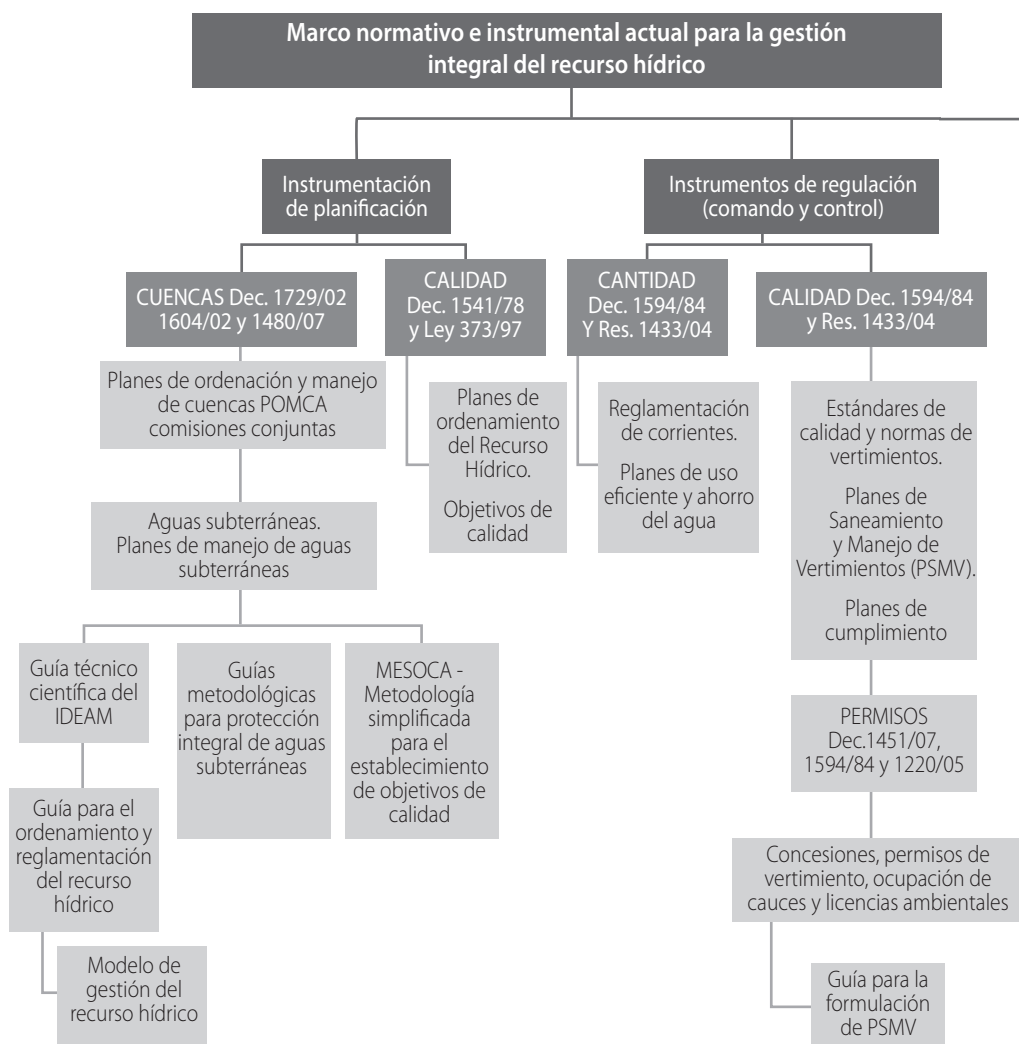 Marco normativo e instrumental actual para la gestión
integral del recurso hídrico
Instrumentación
de planificación
Instrumentos de regulación
(comando y control)
CUENCAS Dec. 1729/02
1604/02 y 1480/07
CALIDAD
Dec. 1541/78
y Ley 373/97
CANTIDAD
Dec. 1594/84
Y Res. 1433/04
CALIDAD Dec. 1594/84
y Res. 1433/04
Planes de ordenación y manejo
de cuencas POMCA
comisiones conjuntas
Planes de
ordenamiento
del Recurso
Hídrico.
Objetivos de
calidad
Reglamentación
de corrientes.
Planes de uso
eficiente y ahorro
del agua
Estándares de
calidad y normas de
vertimientos.
Planes de
Saneamiento
y Manejo de
Vertimientos (PSMV).
Planes de
cumplimiento
Aguas subterráneas.
Planes de manejo de aguas
subterráneas
Guía técnico
científica del
IDEAM
Guías
metodológicas
para protección
integral de aguas
subterráneas
MESOCA -
Metodología
simplificada
para el
establecimiento
de objetivos de
calidad
PERMISOS
Dec.1451/07,
1594/84 y 1220/05
Guía para el
ordenamiento y
reglamentación
del recurso
hídrico
Concesiones, permisos de
vertimiento, ocupación de
cauces y licencias ambientales
Modelo de
gestión del
recurso hídrico
Guía para la
formulación
de PSMV